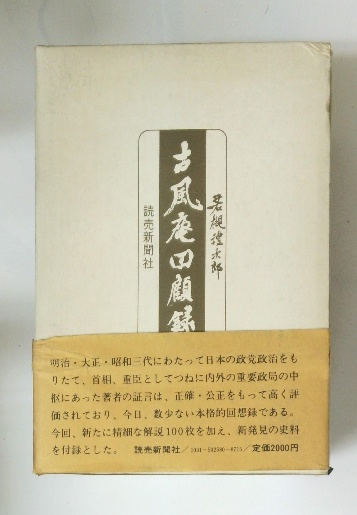 若槻禮次郎
古風庵回顧録
読売新聞社
明治・大正・昭和三代にわたって日本の政党政治をも
りたて、首相、重臣としてつねに内外の重要政局の中
枢にあった著者の証言は、正確・公正をもって高く評
価されており、今日、数少ない本格的回想録である。
今回、新たに精細な解説100枚を加え、新発見の史料
を付録とした。 読売新聞社/0031-502580-8715/定価2000円